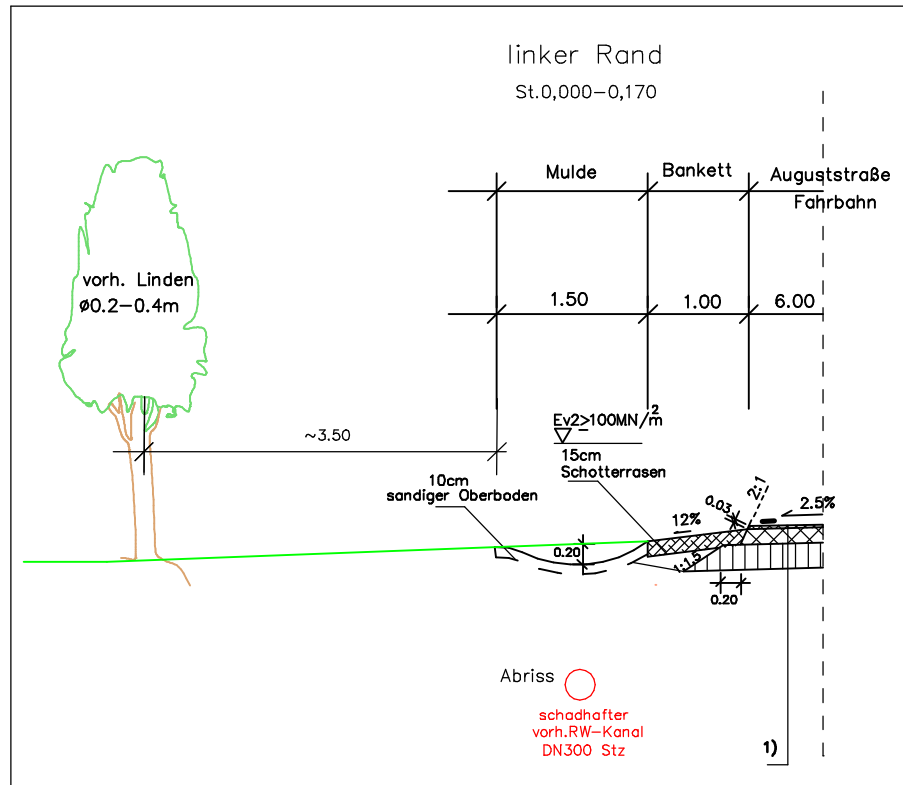 linker Rand
St.0,000-0,170
Mulde
Bankett
Auguststraße
Fahrbahn
vorh. Linden
ø0.2-0.4m
1.50
1.00
6.00
Ev2≥100MN/m²
~3.50
15cm
Schotterrasen
10cm
sandiger Oberboden
0.03
2:1
2.5%
12%
0.20
1:1.5
0.20
Abriss
schadhafter
vorh.RW-Kanal
DN300 Stz
1)